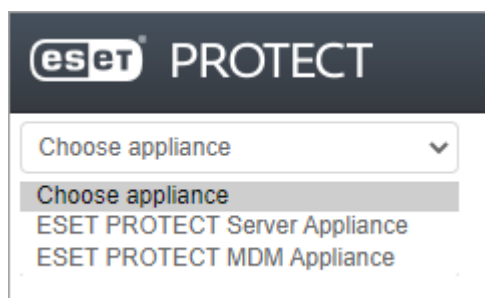 eset PROTECT
Choose appliance
Choose appliance
ESET PROTECT Server Appliance
ESET PROTECT MDM Appliance